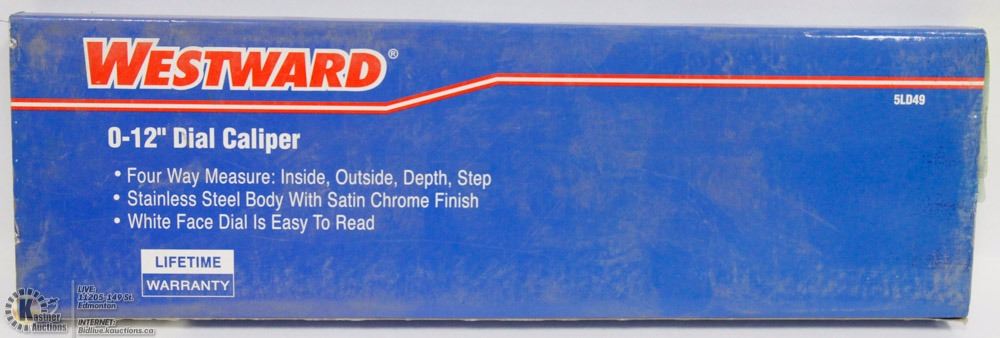 WESTWARD®
5LD49
0-12" Dial Caliper
• Four Way Measure: Inside, Outside, Depth, Step
• Stainless Steel Body With Satin Chrome Finish
• White Face Dial Is Easy To Read
LIFETIME
WARRANTY
Kastner
Auctions
LIVE:
11205-149 St.
Edmonton
INTERNET:
Bidlive.kauctions.ca